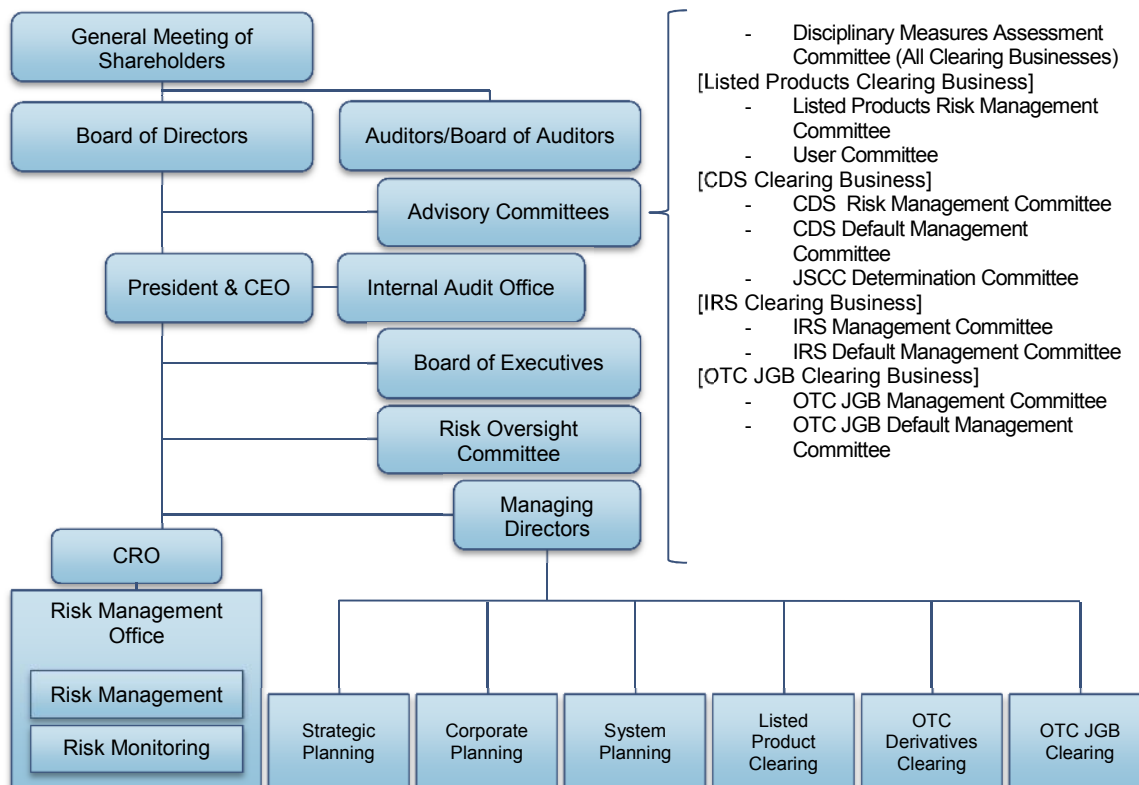 General Meeting of
Shareholders
Board of Directors
Auditors/Board of Auditors
Advisory Committees
President & CEO
Internal Audit Office
Board of Executives
Risk Oversight
Committee
Managing
Directors
CRO
Risk Management
Office
Risk Management
Risk Monitoring
Strategic
Planning
Corporate
Planning
System
Planning
Listed
Product
Clearing
OTC
Derivatives
Clearing
OTC JGB
Clearing
- Disciplinary Measures Assessment
Committee (All Clearing Businesses)
[Listed Products Clearing Business]
- Listed Products Risk Management
Committee
- User Committee
[CDS Clearing Business]
- CDS Risk Management Committee
- CDS Default Management
Committee
- JSCC Determination Committee
[IRS Clearing Business]
- IRS Management Committee
- IRS Default Management Committee
[OTC JGB Clearing Business]
- OTC JGB Management Committee
- OTC JGB Default Management
Committee